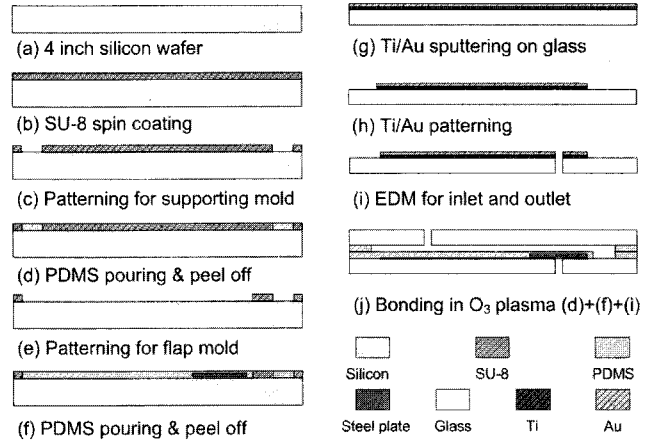 (a) 4 inch silicon wafer
(b) SU-8 spin coating
(c) Patterning for supporting mold
(d) PDMS pouring & peel off
(e) Patterning for flap mold
(f) PDMS pouring & peel off
(g) Ti/Au sputtering on glass
(h) Ti/Au patterning
(i) EDM for inlet and outlet
(j) Bonding in O₃ plasma (d)+(f)+(i)
Silicon
SU-8
PDMS
Steel plate
Glass
Ti
Au